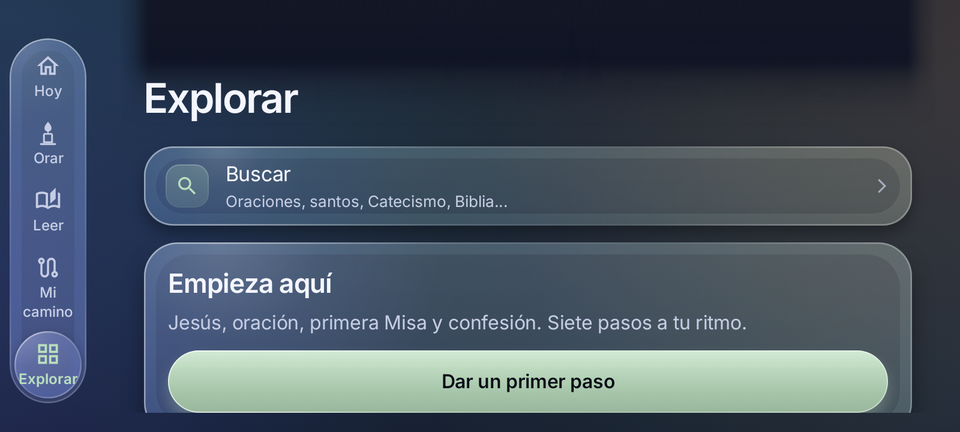 Hoy
Orar
Leer
Mi
camino
Explorar
Explorar
Buscar
Oraciones, santos, Catecismo, Biblia...
Empieza aquí
Jesús, oración, primera Misa y confesión. Siete pasos a tu ritmo.
Dar un primer paso